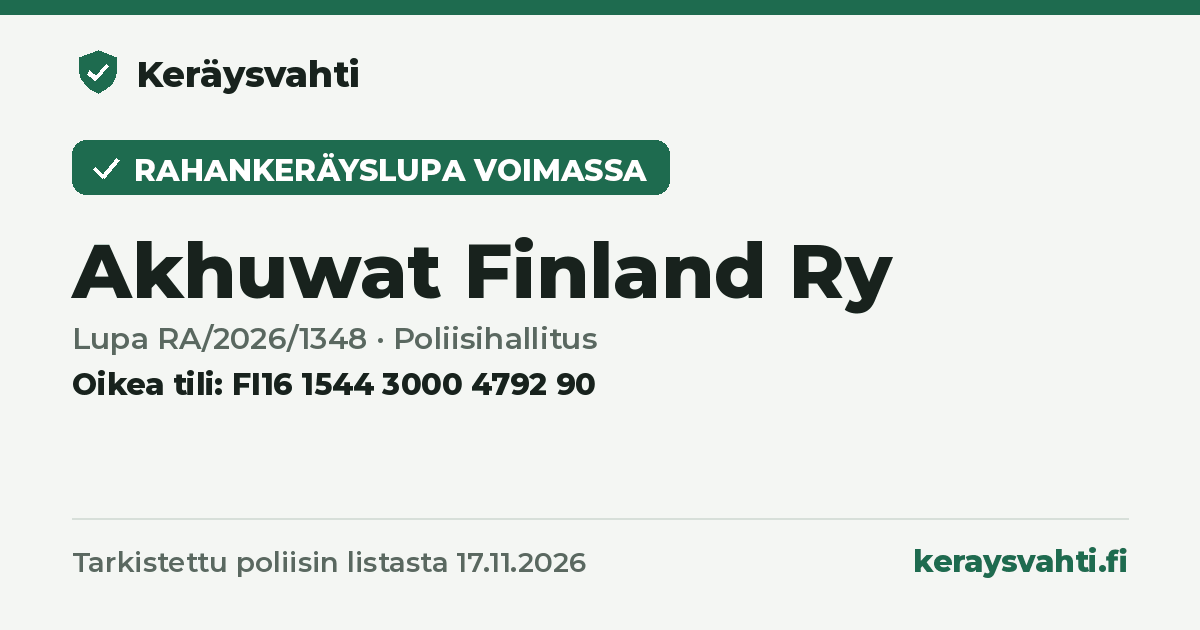 Keräysvahti
RAHANKERÄYSLUPA VOIMASSA
Akhuwat Finland Ry
Lupa RA/2026/1348 · Poliisihallitus
Oikea tili: FI16 1544 3000 4792 90
Tarkistettu poliisin listasta 17.11.2026
keraysvahti.fi